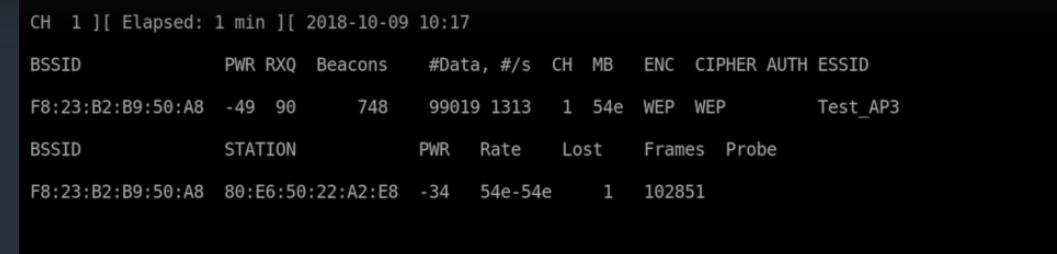 CH 1 ][ Elapsed: 1 min ][ 2018-10-09 10:17
BSSID PWR RXQ Beacons #Data, #/s CH MB ENC CIPHER AUTH ESSID
F8:23:B2:B9:50:A8 -49 90 748 99019 1313 1 54e WEP WEP Test_AP3
BSSID STATION PWR Rate Lost Frames Probe
F8:23:B2:B9:50:A8 80:E6:50:22:A2:E8 -34 54e-54e 1 102851